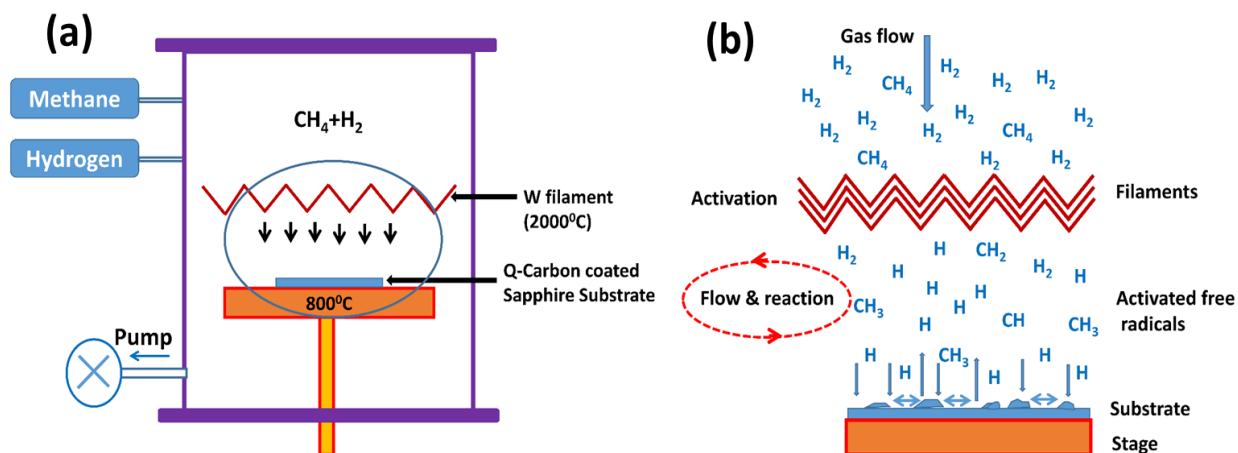 (a)
Methane
Hydrogen
CH₄+H₂
W filament
(2000⁰C)
Q-Carbon coated
Sapphire Substrate
800⁰C
Pump
(b)
Gas flow
H₂
H₂
CH₄
H₂
H₂
H₂
H₂
H₂
H₂
H₂
CH₄
H₂
CH₄
H₂
H₂
Activation
Filaments
H₂
H
CH₂
H
H₂
H
H
H
Flow & reaction
Activated free
radicals
CH₃
H
H
CH
CH₃
H
CH₃
H
H
H
H
Substrate
Stage